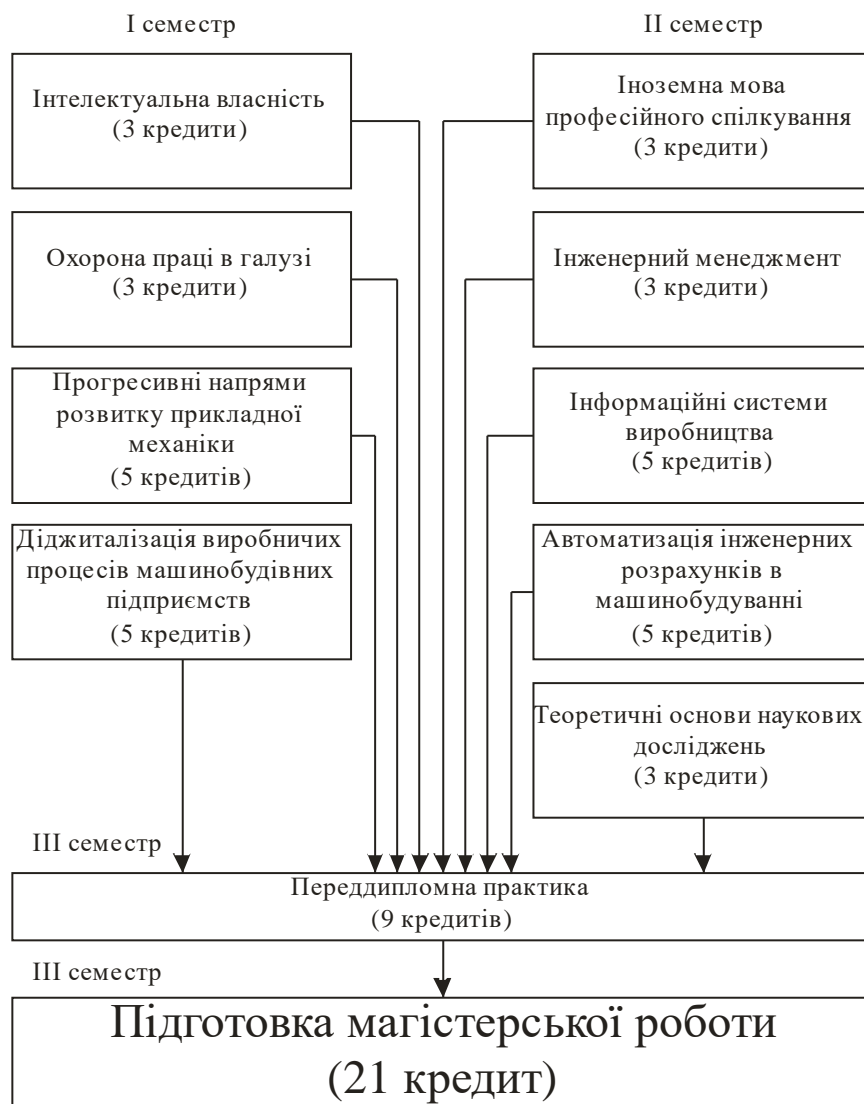 I семестр
Інтелектуальна власність
(3 кредити)
Охорона праці в галузі
(3 кредити)
Прогресивні напрями
розвитку прикладної
механіки
(5 кредитів)
Діджиталізація виробничих
процесів машинобудівних
підприємств
(5 кредитів)
II семестр
Іноземна мова
професійного спілкування
(3 кредити)
Інженерний менеджмент
(3 кредити)
Інформаційні системи
виробництва
(5 кредитів)
Автоматизація інженерних
розрахунків в
машинобудуванні
(5 кредитів)
Теоретичні основи наукових
досліджень
(3 кредити)
III семестр
Переддипломна практика
(9 кредитів)
III семестр
Підготовка магістерської роботи
(21 кредит)